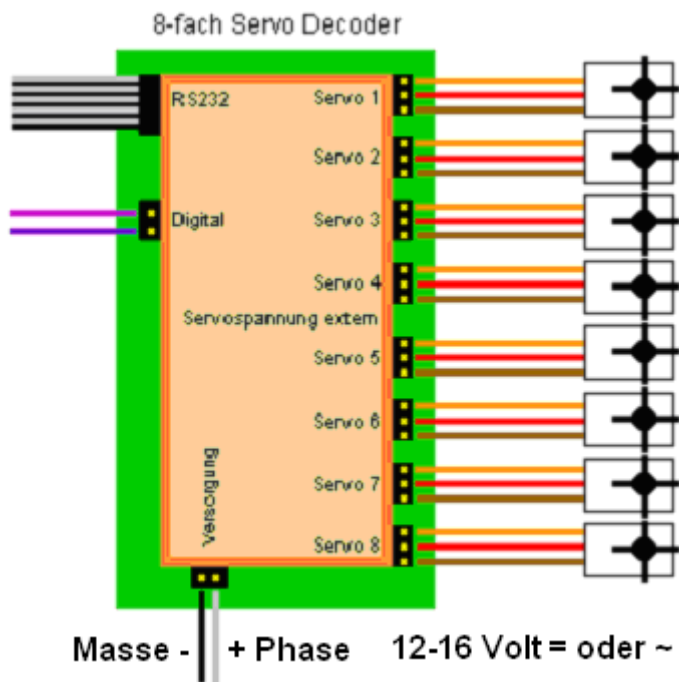 8-fach Servo Decoder
RS232
Servo 1
Servo 2
Digital
Servo 3
Servo 4
Servospannung extern
Servo 5
Servo 6
Versorgung
Servo 7
Servo 8
Masse - + Phase 12-16 Volt = oder ~